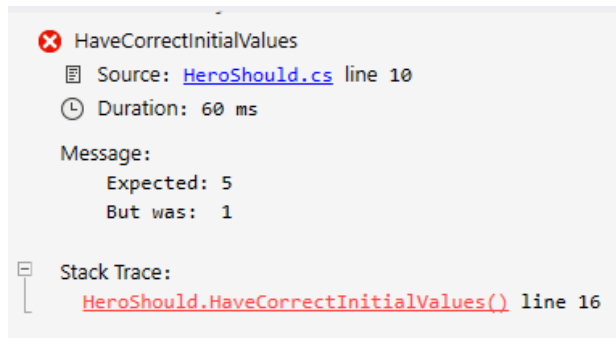 HaveCorrectInitialValues
Source: HeroShould.cs line 10
Duration: 60 ms
Message:
Expected: 5
But was: 1
Stack Trace:
HeroShould.HaveCorrectInitialValues() line 16